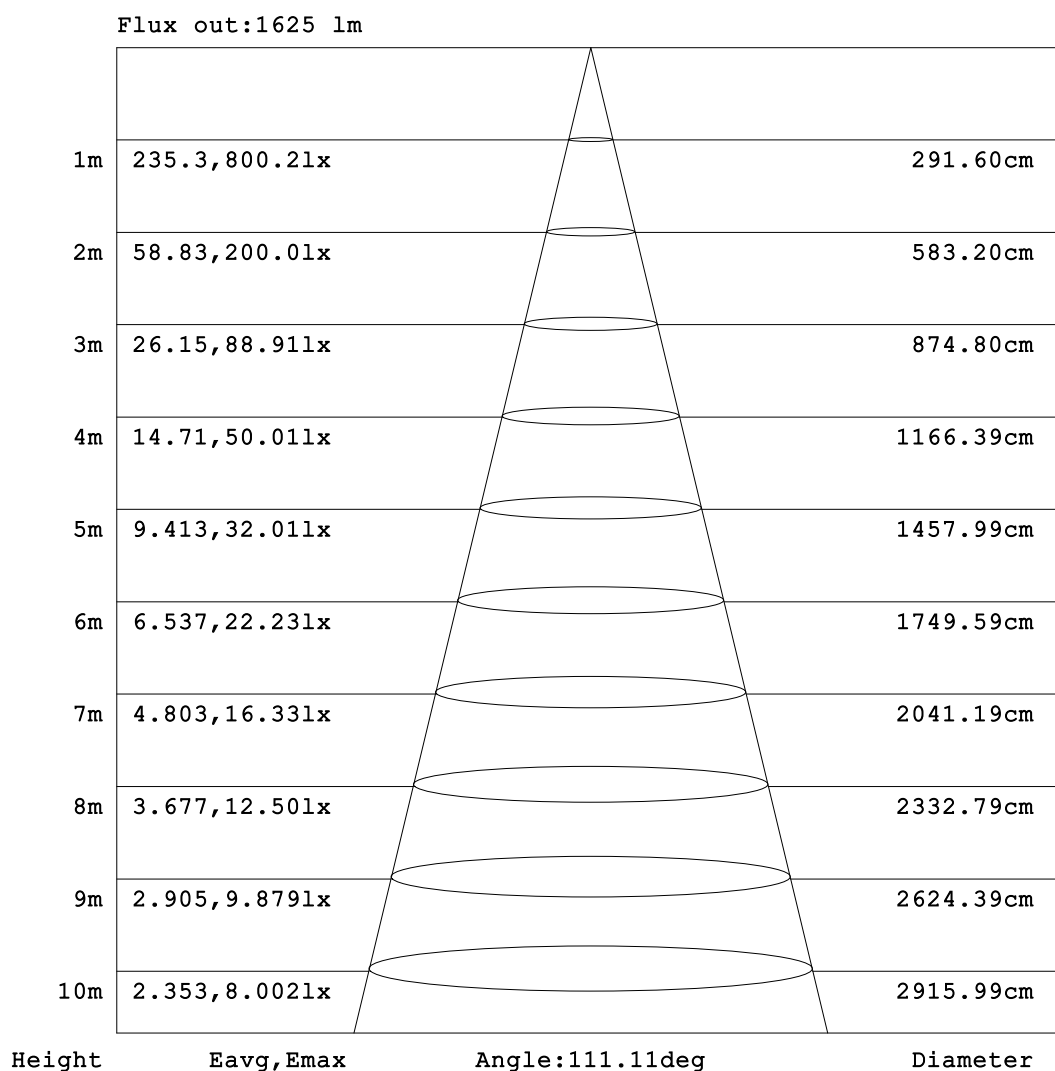 Flux out:1625 lm
1m 235.3,800.2lx 291.60cm
2m 58.83,200.0lx 583.20cm
3m 26.15,88.91lx 874.80cm
4m 14.71,50.01lx 1166.39cm
5m 9.413,32.01lx 1457.99cm
6m 6.537,22.23lx 1749.59cm
7m 4.803,16.33lx 2041.19cm
8m 3.677,12.50lx 2332.79cm
9m 2.905,9.879lx 2624.39cm
10m 2.353,8.002lx 2915.99cm
Height Eavg,Emax Angle:111.11deg Diameter